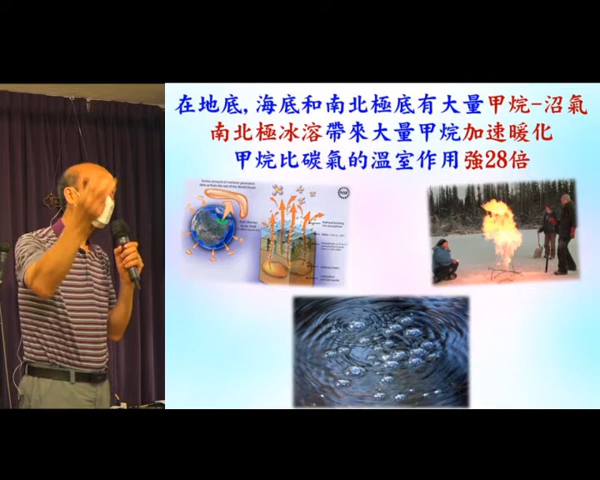 在地底,海底和南北極底有大量甲烷-沼氣
南北極冰溶帶來大量甲烷加速暖化
甲烷比碳氣的溫室作用強28倍